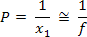 P = 1/x₁ ≅ 1/f